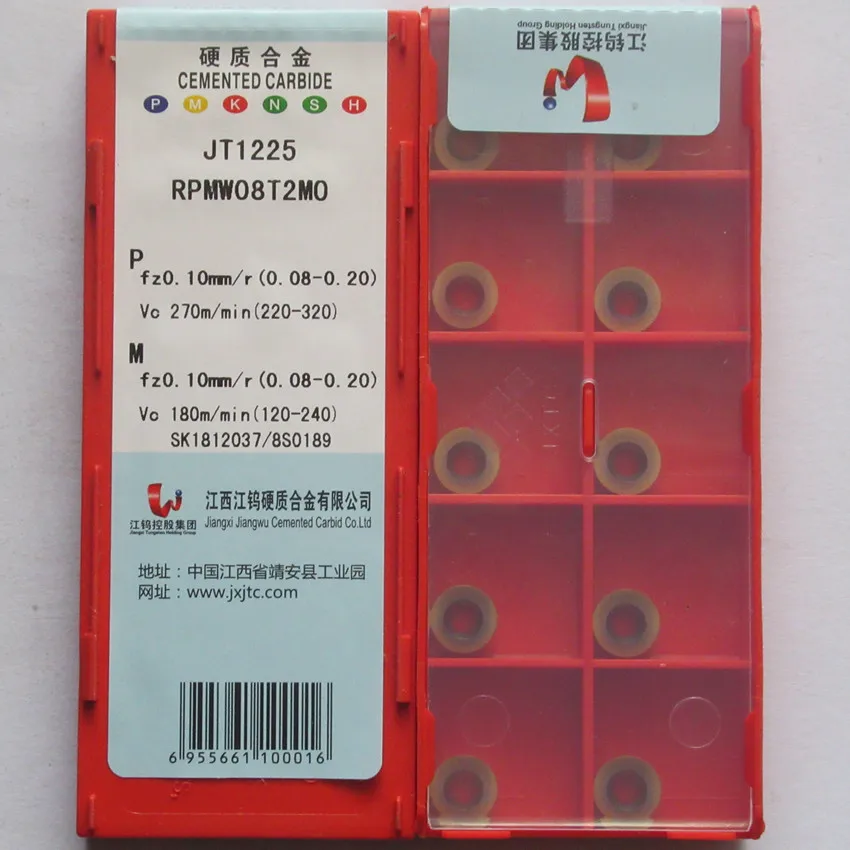 硬质合金
CEMENTED CARBIDE
P M K N S H
JT1225
RPMW08T2MO
P
fz0.10mm/r(0.08-0.20)
Vc 270m/min(220-320)
M
fz0.10mm/r(0.08-0.20)
Vc 180m/min(120-240)
SK1812037/8S0189
江钨控股集团
Jiangxi Tungsten Holding Group
江西江钨硬质合金有限公司
Jiangxi Jiangwu Cemented Carbid Co.Ltd
地址：中国江西省靖安县工业园
网址：www.jxjtc.com
6 955661 100016
江钨控股集团
Jiangxi Tungsten Holding Group